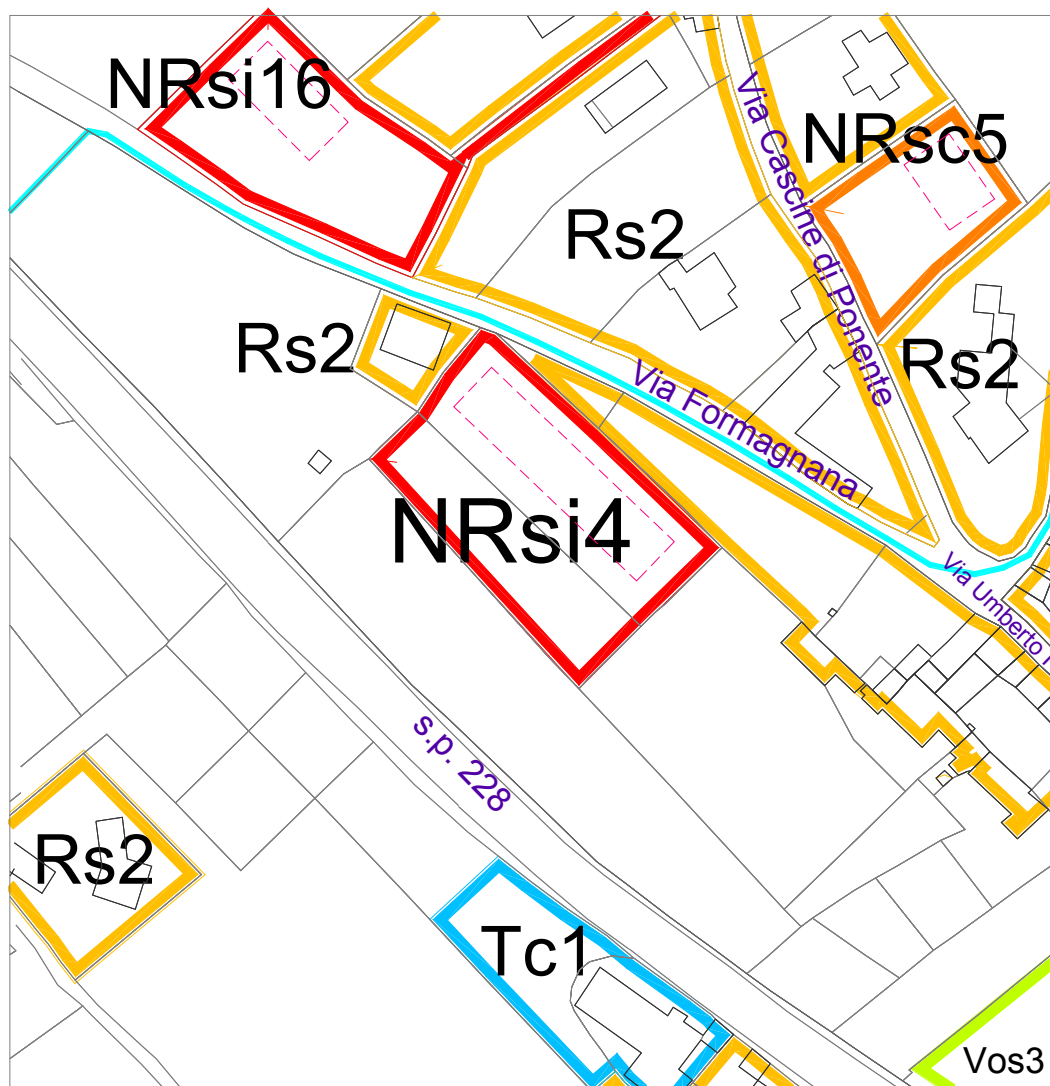 NRsi16
NRsc5
Via Cascine di Ponente
Rs2
Rs2
Rs2
Via Formagnana
NRsi4
Via Umberto I
s.p. 228
Rs2
Tc1
Vos3